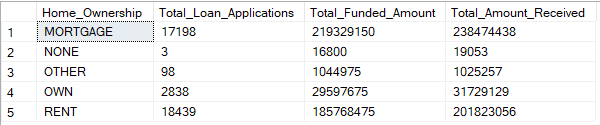 Home_Ownership Total_Loan_Applications Total_Funded_Amount Total_Amount_Received
1 MORTGAGE 17198 219329150 238474438
2 NONE 3 16800 19053
3 OTHER 98 1044975 1025257
4 OWN 2838 29597675 31729129
5 RENT 18439 185768475 201823056